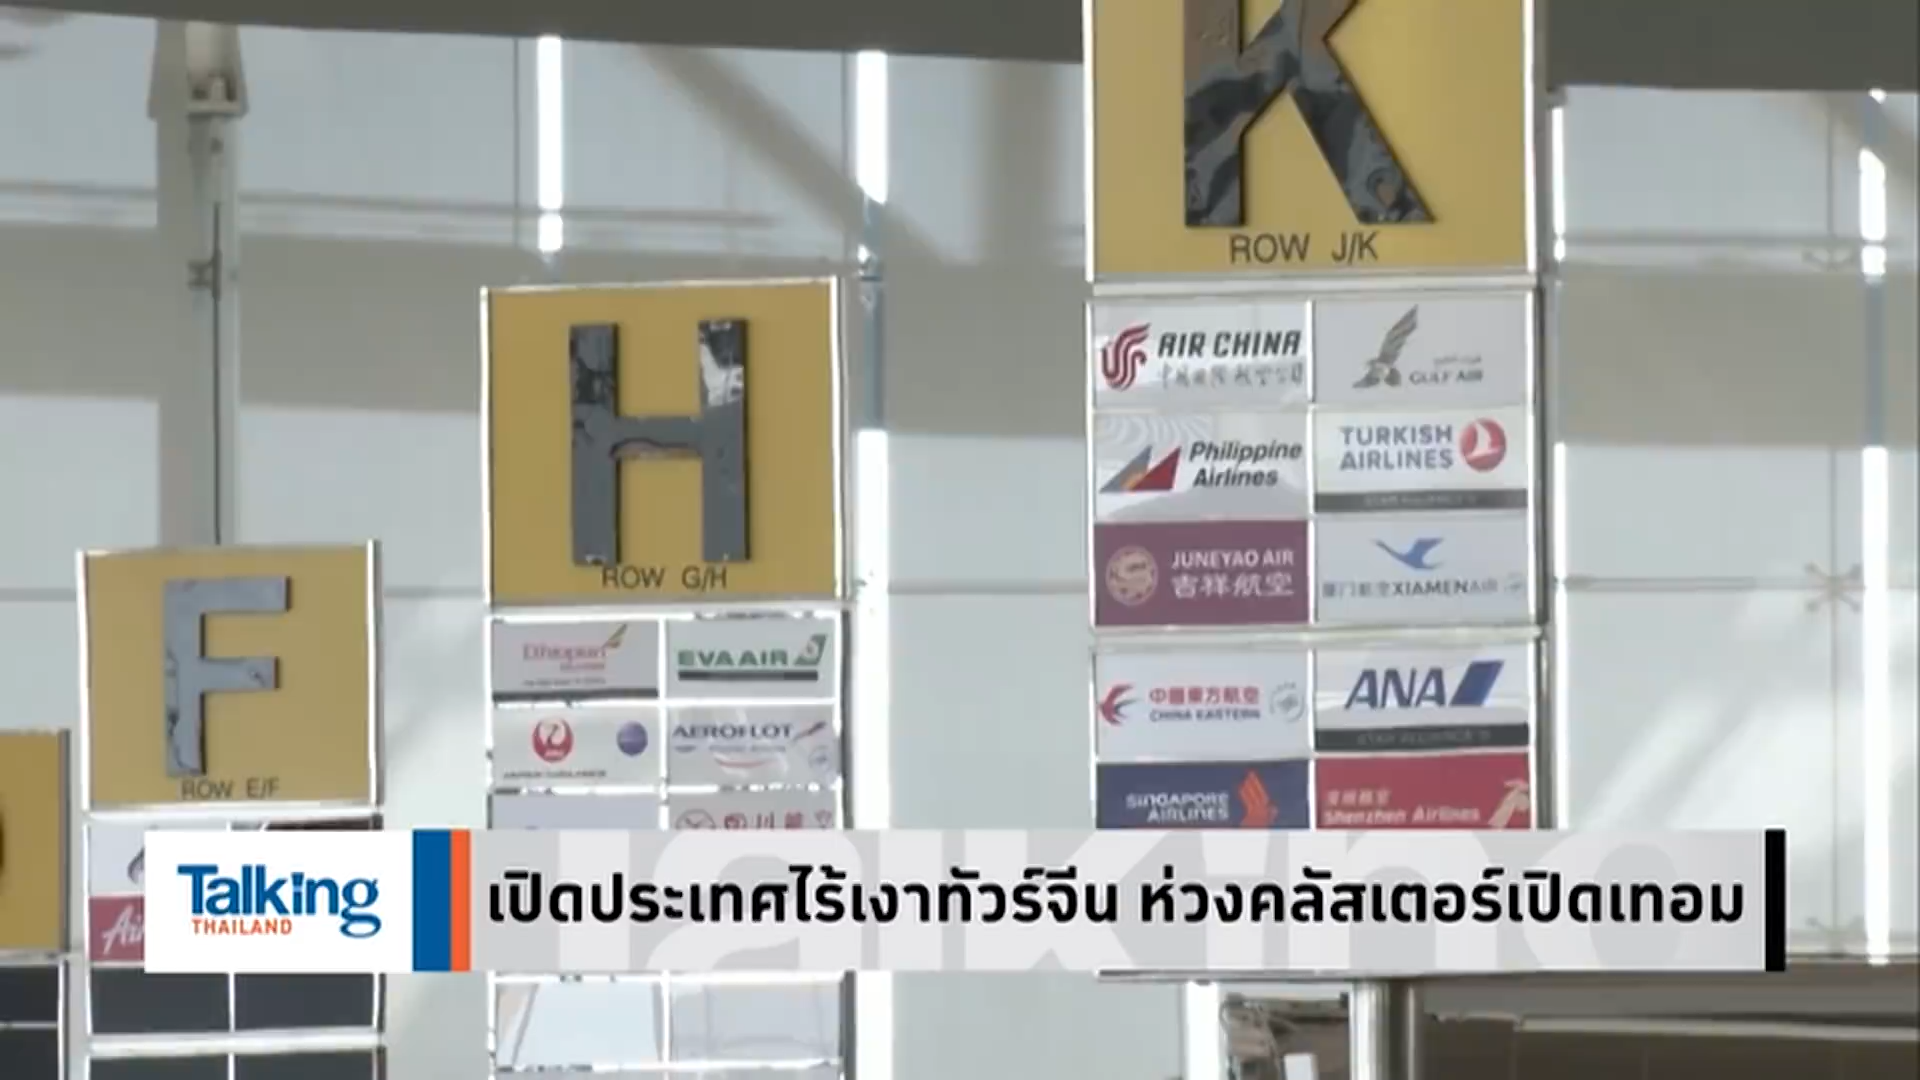 K
ROW J/K
AIR CHINA
GULF AIR
Philippine
Airlines
TURKISH
AIRLINES
JUNEYAO AIR
吉祥航空
XIAMENAIR
中國東方航空
CHINA EASTERN
ANA
SINGAPORE
AIRLINES
Shenzhen Airlines
H
ROW G/H
Ethiopian
EVA AIR
AEROFLOT
F
ROW E/F
Air
Talking
THAILAND
เปิดประเทศไร้เงาทัวร์จีน ห่วงคลัสเตอร์เปิดเทอม